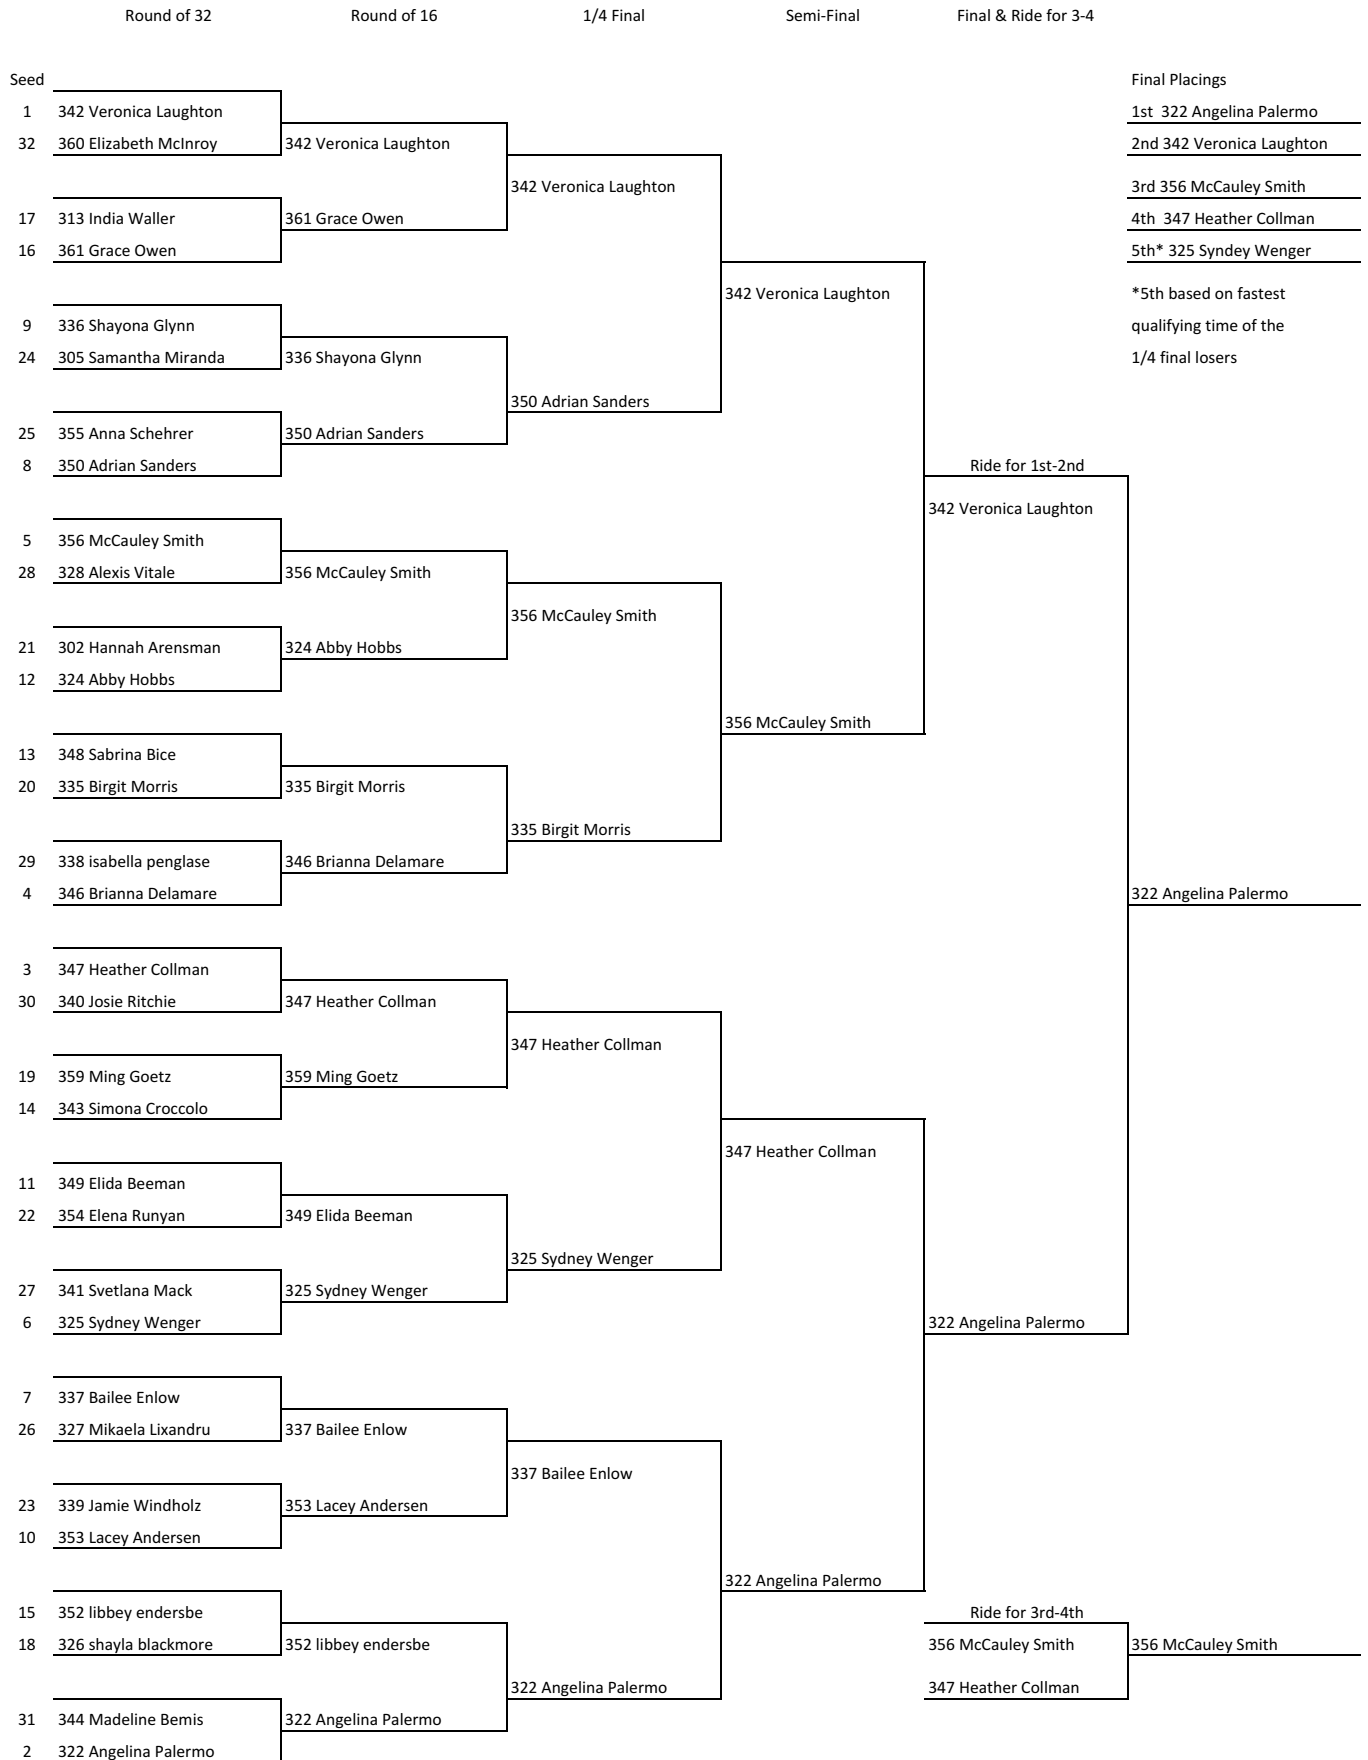 Round of 32 Round of 16 1/4 Final Semi-Final Final & Ride for 3-4
Seed Final Placings
1 342 Veronica Laughton 1st 322 Angelina Palermo
32 360 Elizabeth McInroy 342 Veronica Laughton 2nd 342 Veronica Laughton
342 Veronica Laughton 3rd 356 McCauley Smith
17 313 India Waller 361 Grace Owen 4th 347 Heather Collman
16 361 Grace Owen 5th* 325 Syndey Wenger
342 Veronica Laughton *5th based on fastest
9 336 Shayona Glynn qualifying time of the
24 305 Samantha Miranda 336 Shayona Glynn 1/4 final losers
350 Adrian Sanders
25 355 Anna Schehrer 350 Adrian Sanders
8 350 Adrian Sanders Ride for 1st-2nd
342 Veronica Laughton
5 356 McCauley Smith
28 328 Alexis Vitale 356 McCauley Smith
356 McCauley Smith
21 302 Hannah Arensman 324 Abby Hobbs
12 324 Abby Hobbs
356 McCauley Smith
13 348 Sabrina Bice
20 335 Birgit Morris 335 Birgit Morris
335 Birgit Morris
29 338 isabella penglase 346 Brianna Delamare
4 346 Brianna Delamare 322 Angelina Palermo
3 347 Heather Collman
30 340 Josie Ritchie 347 Heather Collman
347 Heather Collman
19 359 Ming Goetz 359 Ming Goetz
14 343 Simona Croccolo
347 Heather Collman
11 349 Elida Beeman
22 354 Elena Runyan 349 Elida Beeman
325 Sydney Wenger
27 341 Svetlana Mack 325 Sydney Wenger
6 325 Sydney Wenger 322 Angelina Palermo
7 337 Bailee Enlow
26 327 Mikaela Lixandru 337 Bailee Enlow
337 Bailee Enlow
23 339 Jamie Windholz 353 Lacey Andersen
10 353 Lacey Andersen
322 Angelina Palermo
15 352 libbey endersbe Ride for 3rd-4th
18 326 shayla blackmore 352 libbey endersbe 356 McCauley Smith 356 McCauley Smith
322 Angelina Palermo 347 Heather Collman
31 344 Madeline Bemis 322 Angelina Palermo
2 322 Angelina Palermo